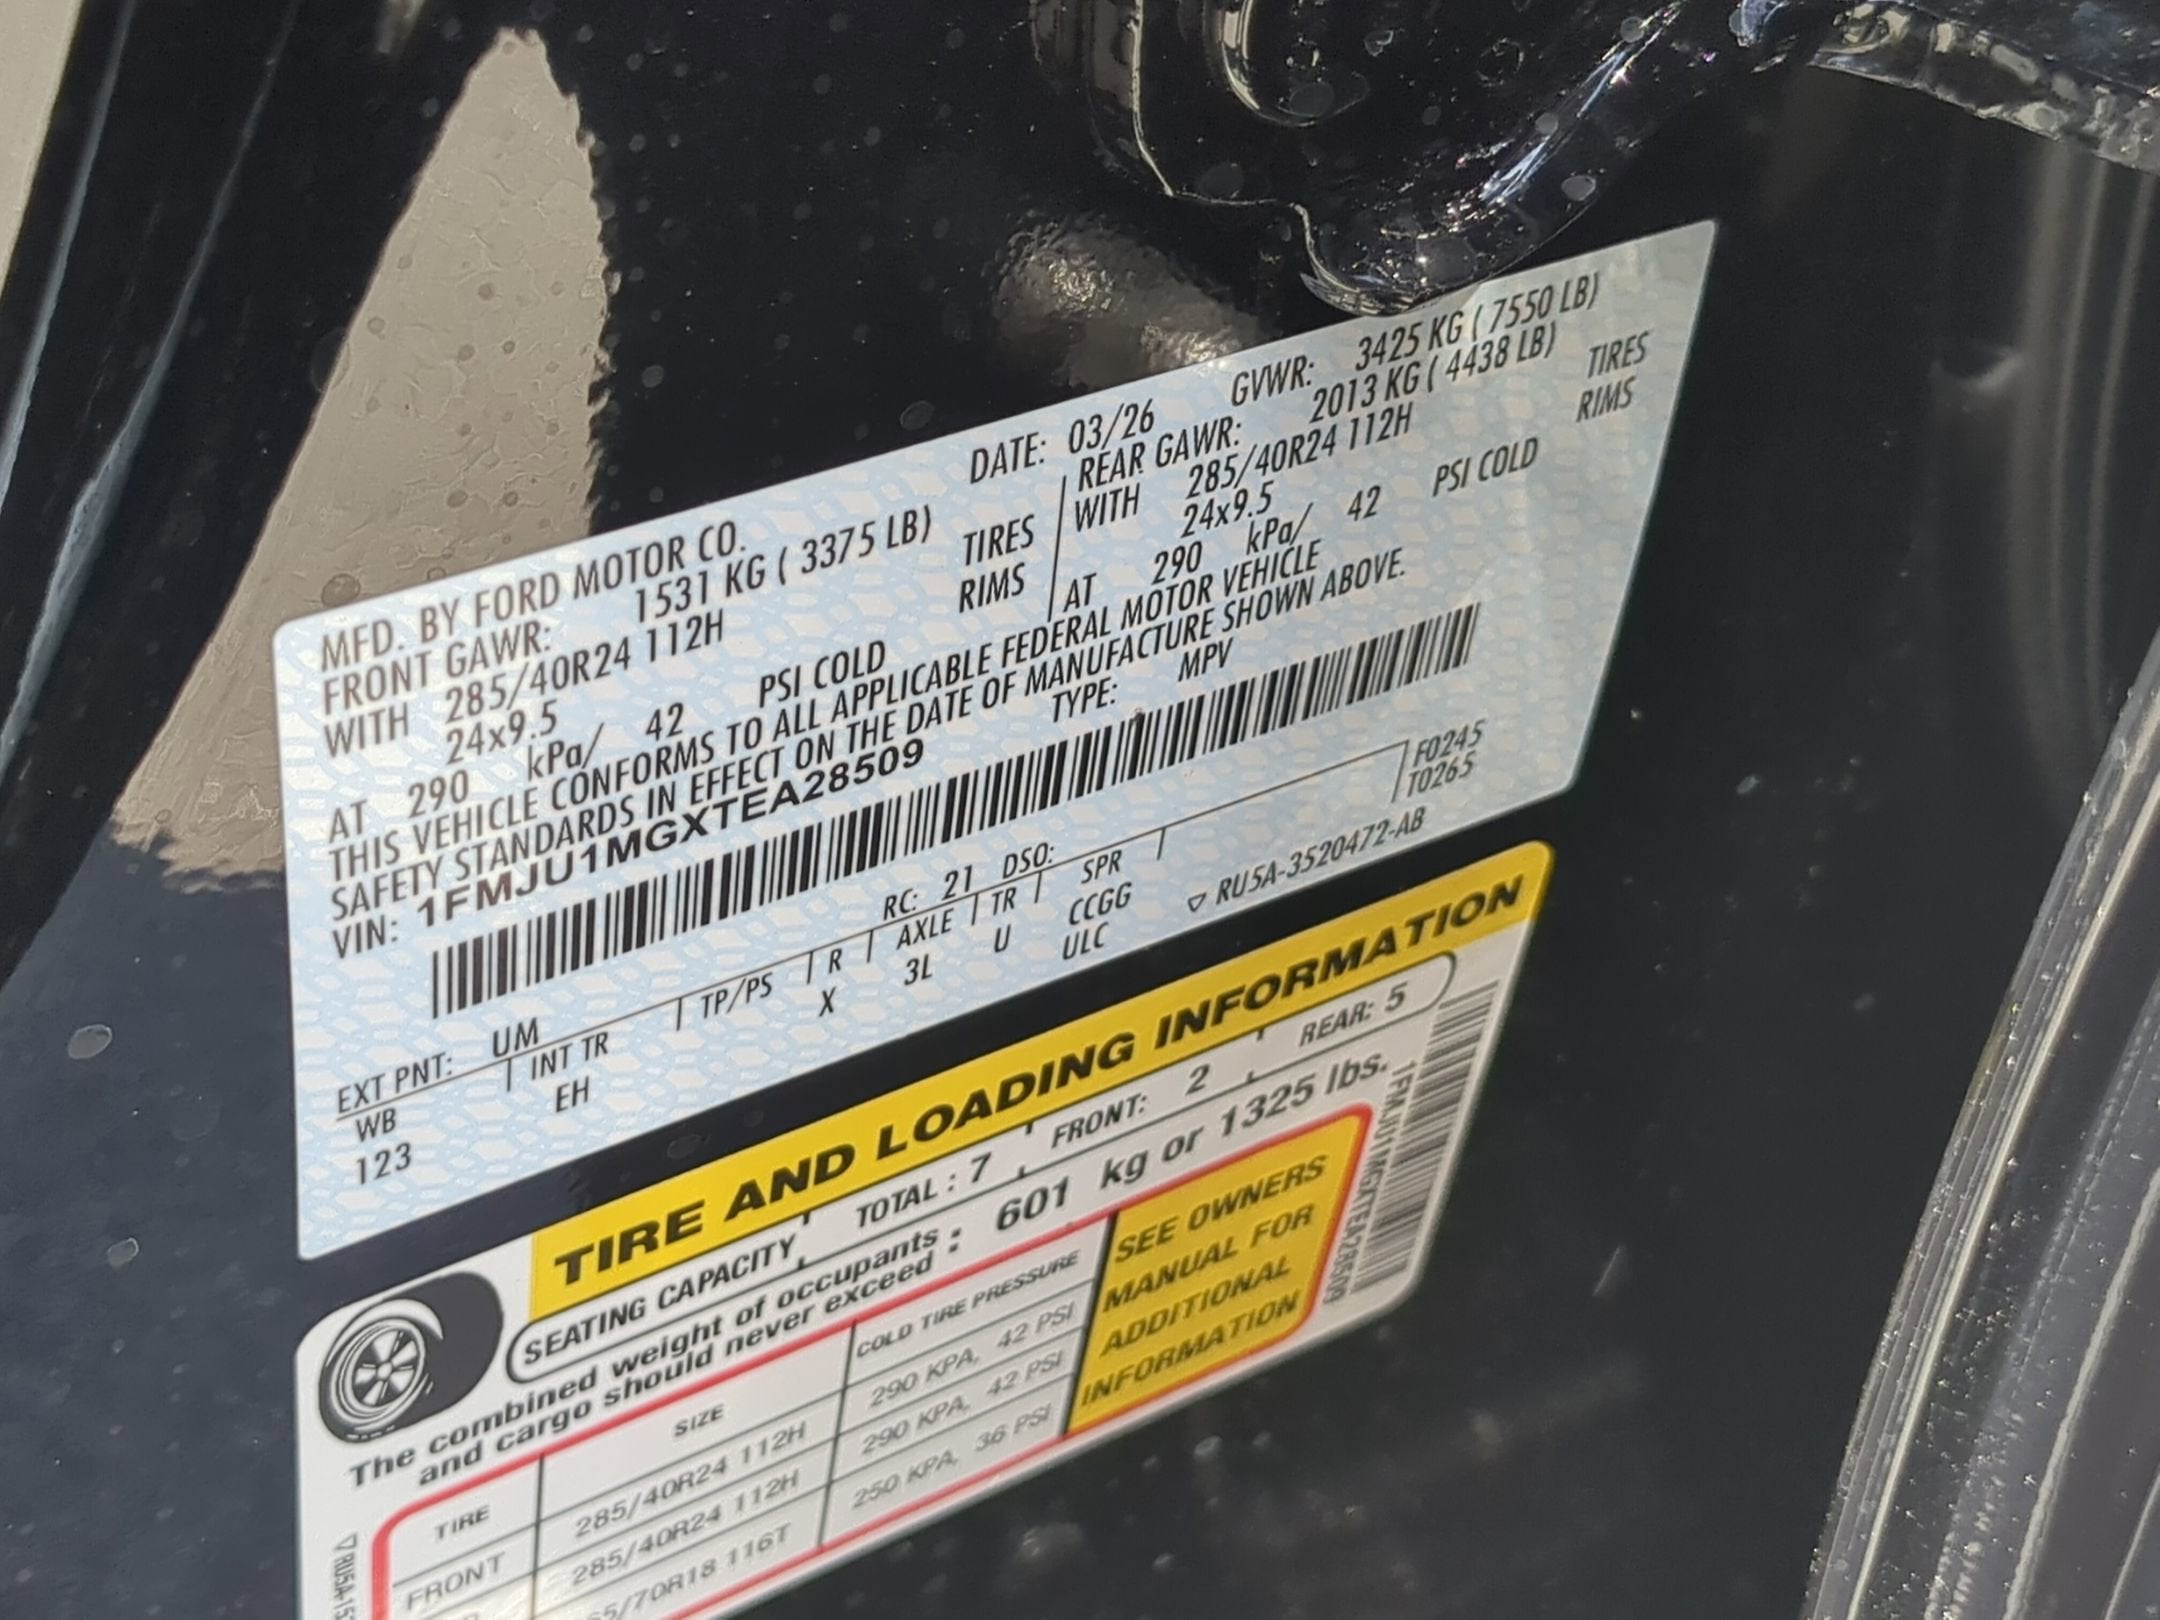 MFD. BY FORD MOTOR CO. DATE: 03/26 GVWR: 3425 KG ( 7550 LB)
FRONT GAWR: 1531 KG ( 3375 LB) REAR GAWR: 2013 KG ( 4438 LB)
WITH 285/40R24 112H TIRES WITH 285/40R24 112H TIRES
24x9.5 RIMS 24x9.5 RIMS
AT 290 kPa/ 42 PSI COLD AT 290 kPa/ 42 PSI COLD
THIS VEHICLE CONFORMS TO ALL APPLICABLE FEDERAL MOTOR VEHICLE
SAFETY STANDARDS IN EFFECT ON THE DATE OF MANUFACTURE SHOWN ABOVE.
VIN: 1FMJU1MGXTEA28509 TYPE: MPV
EXT PNT: UM RC: 21 DSO: F0245
WB INT TR TP/PS R AXLE TR SPR T0265
123 EH X 3L U CCGG
ULC ▽ RU5A-3520472-AB
TIRE AND LOADING INFORMATION
SEATING CAPACITY TOTAL : 7 FRONT: 2 REAR: 5
The combined weight of occupants and cargo should never exceed : 601 kg or 1325 lbs.
TIRE SIZE COLD TIRE PRESSURE
FRONT 285/40R24 112H 290 KPA, 42 PSI
285/40R24 112H 290 KPA, 42 PSI
/70R18 116T 250 KPA, 36 PSI
SEE OWNERS
MANUAL FOR
ADDITIONAL
INFORMATION
1FMJU1MGXTEA28509